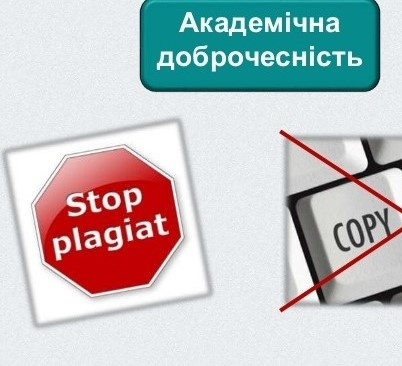 Академічна
доброчесність
Stop
plagiat
COPY